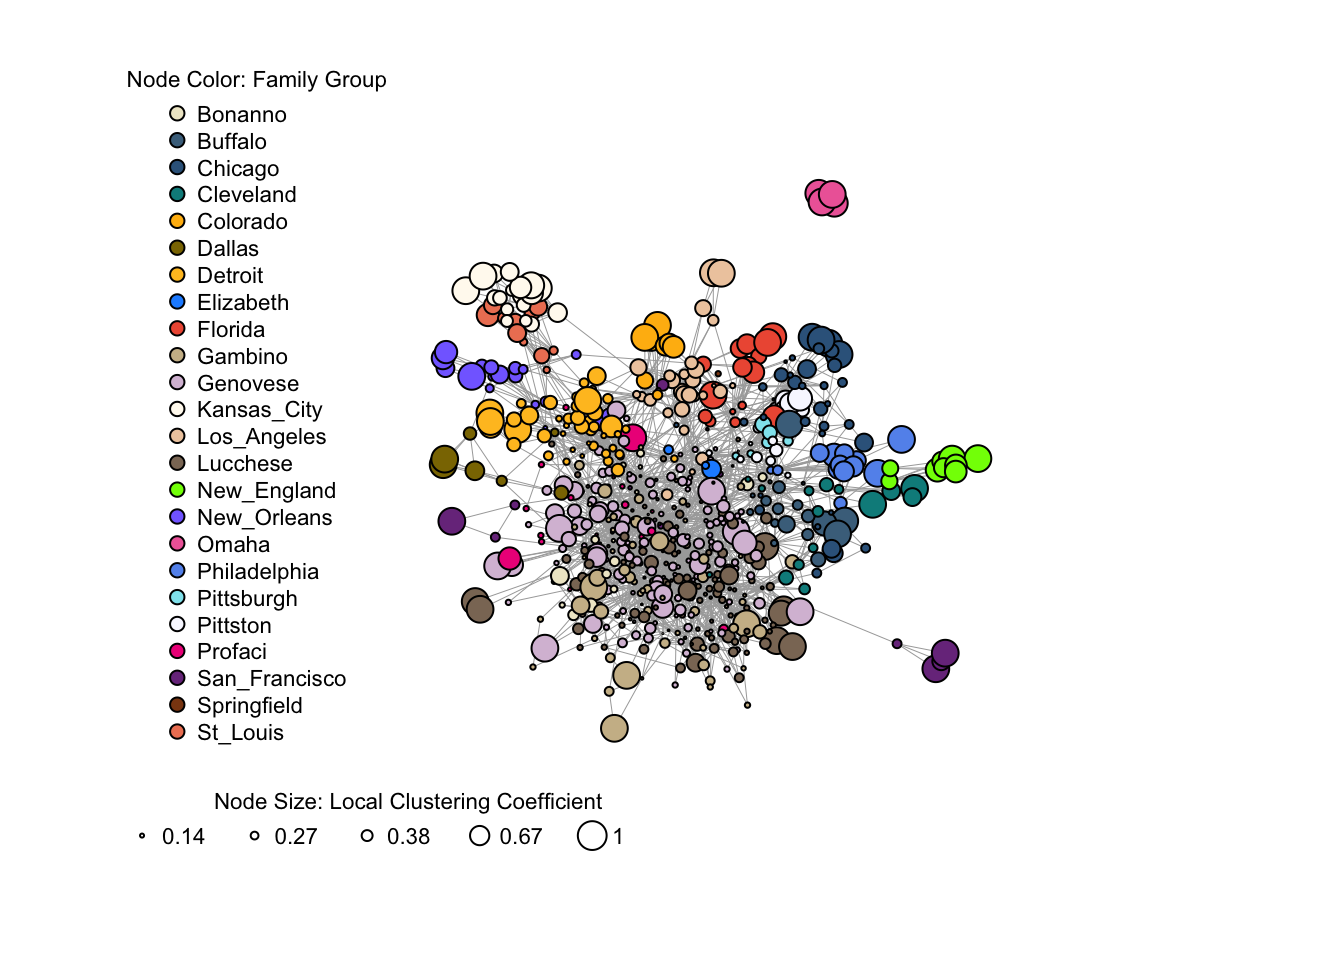 Node Color: Family Group
Bonanno
Buffalo
Chicago
Cleveland
Colorado
Dallas
Detroit
Elizabeth
Florida
Gambino
Genovese
Kansas_City
Los_Angeles
Lucchese
New_England
New_Orleans
Omaha
Philadelphia
Pittsburgh
Pittston
Profaci
San_Francisco
Springfield
St_Louis
Node Size: Local Clustering Coefficient
0.14 0.27 0.38 0.67 1